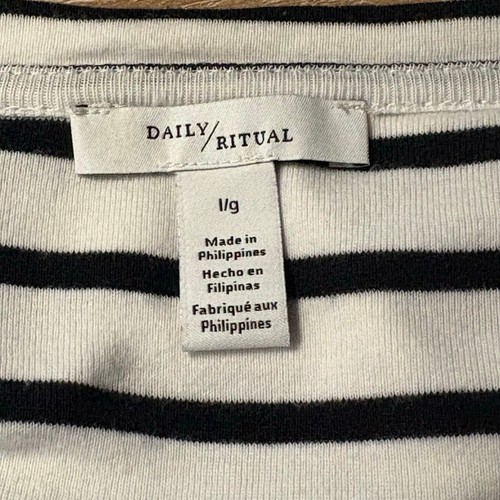 DAILY/RITUAL
l/g
Made in
Philippines
Hecho en
Filipinas
Fabriqué aux
Philippines